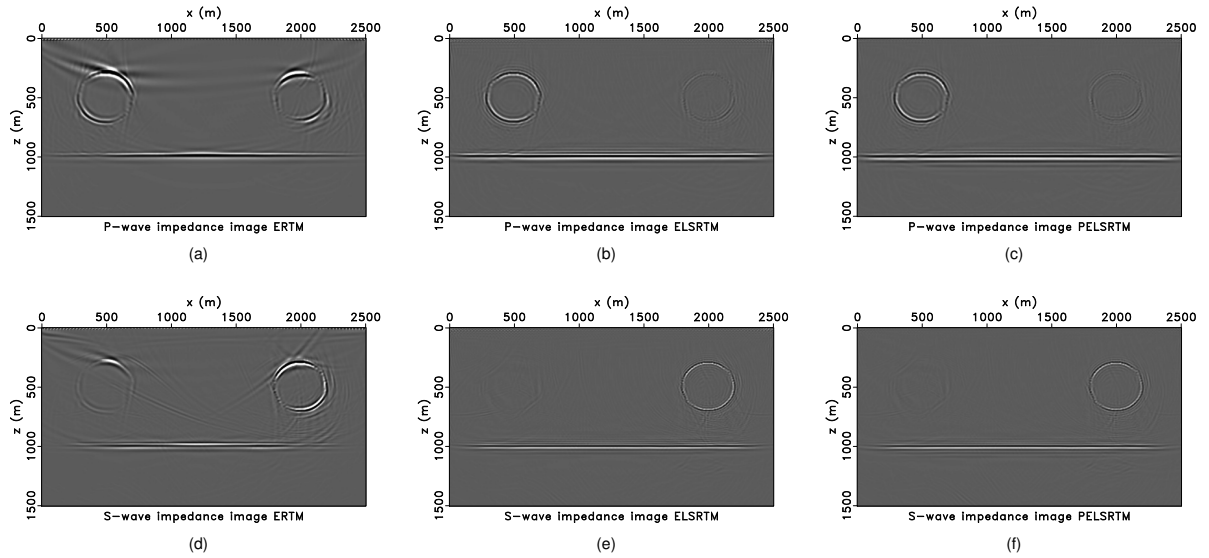 x (m)
0 500 1000 1500 2000 2500
0
500
1000
1500
z (m)
P-wave impedance image ERTM
(a)
x (m)
0 500 1000 1500 2000 2500
0
500
1000
1500
z (m)
P-wave impedance image ELSRTM
(b)
x (m)
0 500 1000 1500 2000 2500
0
500
1000
1500
z (m)
P-wave impedance image PELSRTM
(c)
x (m)
0 500 1000 1500 2000 2500
0
500
1000
1500
z (m)
S-wave impedance image ERTM
(d)
x (m)
0 500 1000 1500 2000 2500
0
500
1000
1500
z (m)
S-wave impedance image ELSRTM
(e)
x (m)
0 500 1000 1500 2000 2500
0
500
1000
1500
z (m)
S-wave impedance image PELSRTM
(f)